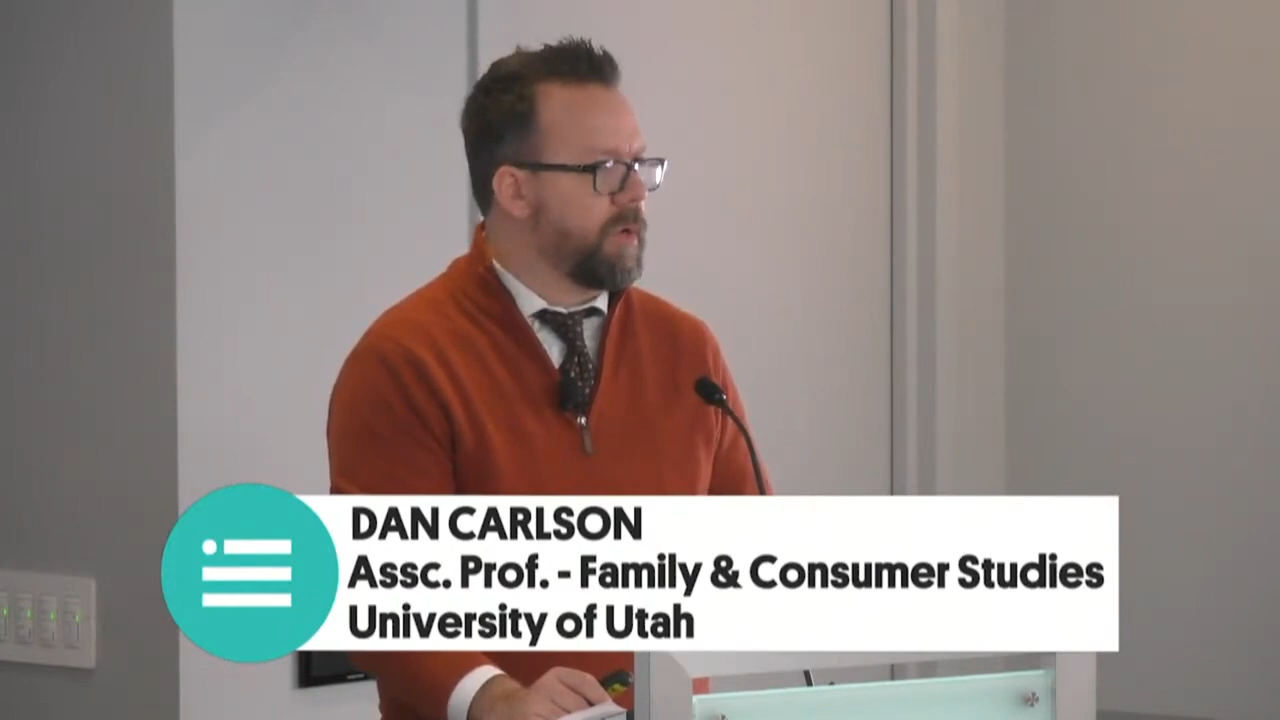 DAN CARLSON
Assc. Prof. - Family & Consumer Studies
University of Utah